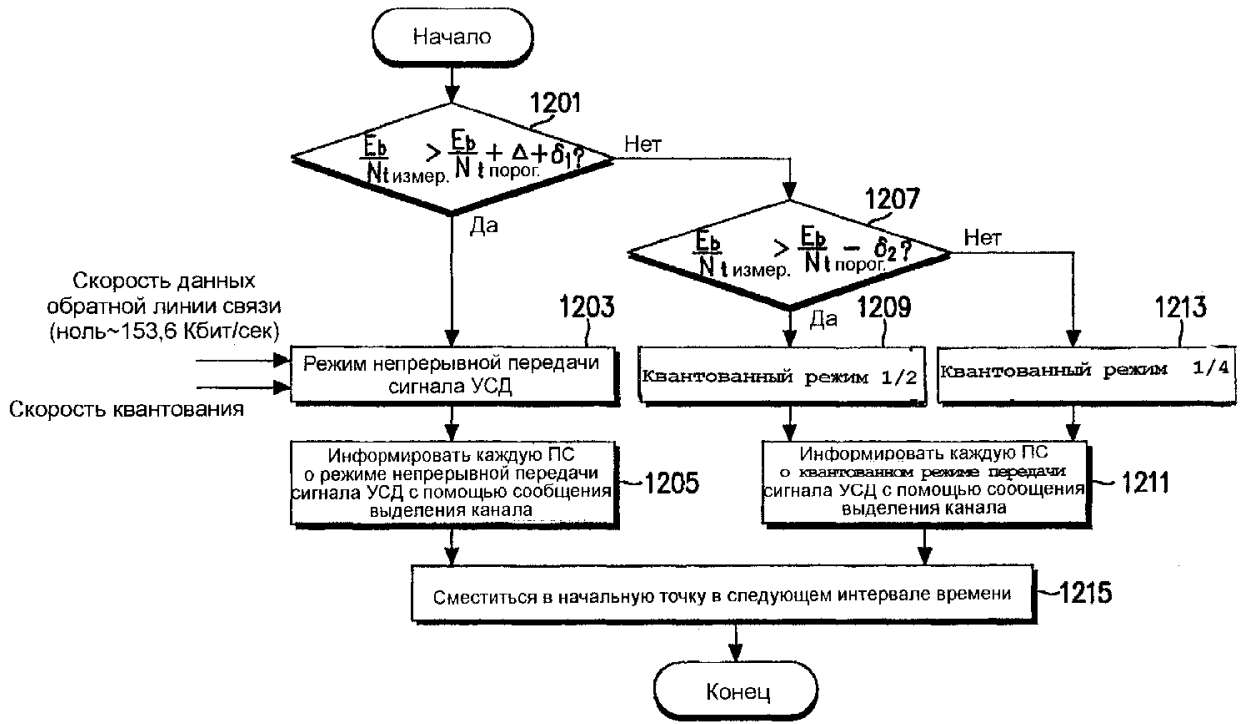 Начало
1201
Eb/Nt измер. > Eb/Nt порог. + Δ + δ1?
Нет
Да
1207
Eb/Nt измер. > Eb/Nt порог. − δ2?
Нет
Да
Скорость данных
обратной линии связи
(ноль~153,6 Кбит/сек)
Скорость квантования
1203
Режим непрерывной передачи
сигнала УСД
1209
Квантованный режим 1/2
1213
Квантованный режим 1/4
Информировать каждую ПС
о режиме непрерывной передачи
сигнала УСД с помощью сообщения
выделения канала
1205
Информировать каждую ПС
о квантованном режиме передачи
сигнала УСД с помощью сообщения
выделения канала
1211
Сместиться в начальную точку в следующем интервале времени
1215
Конец